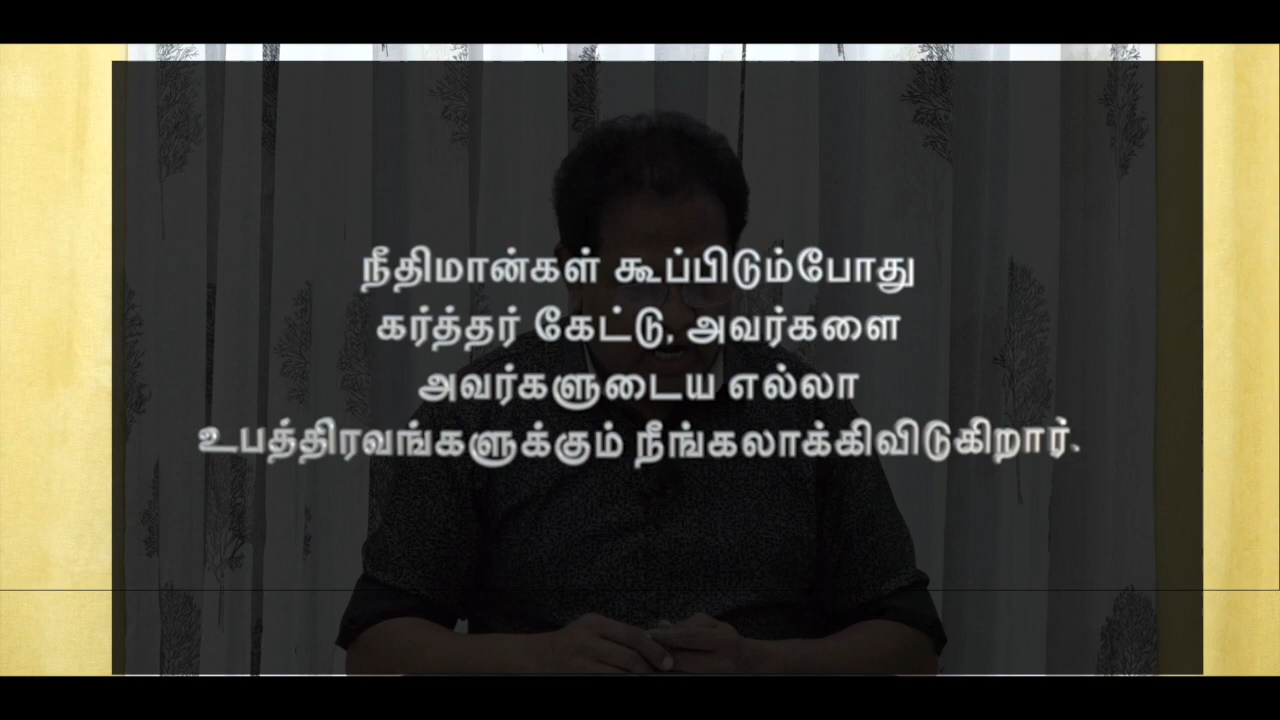 நீதிமான்கள் கூப்பிடும்போது
கர்த்தர் கேட்டு, அவர்களை
அவர்களுடைய எல்லா
உபத்திரவங்களுக்கும் நீங்கலாக்கிவிடுகிறார்.